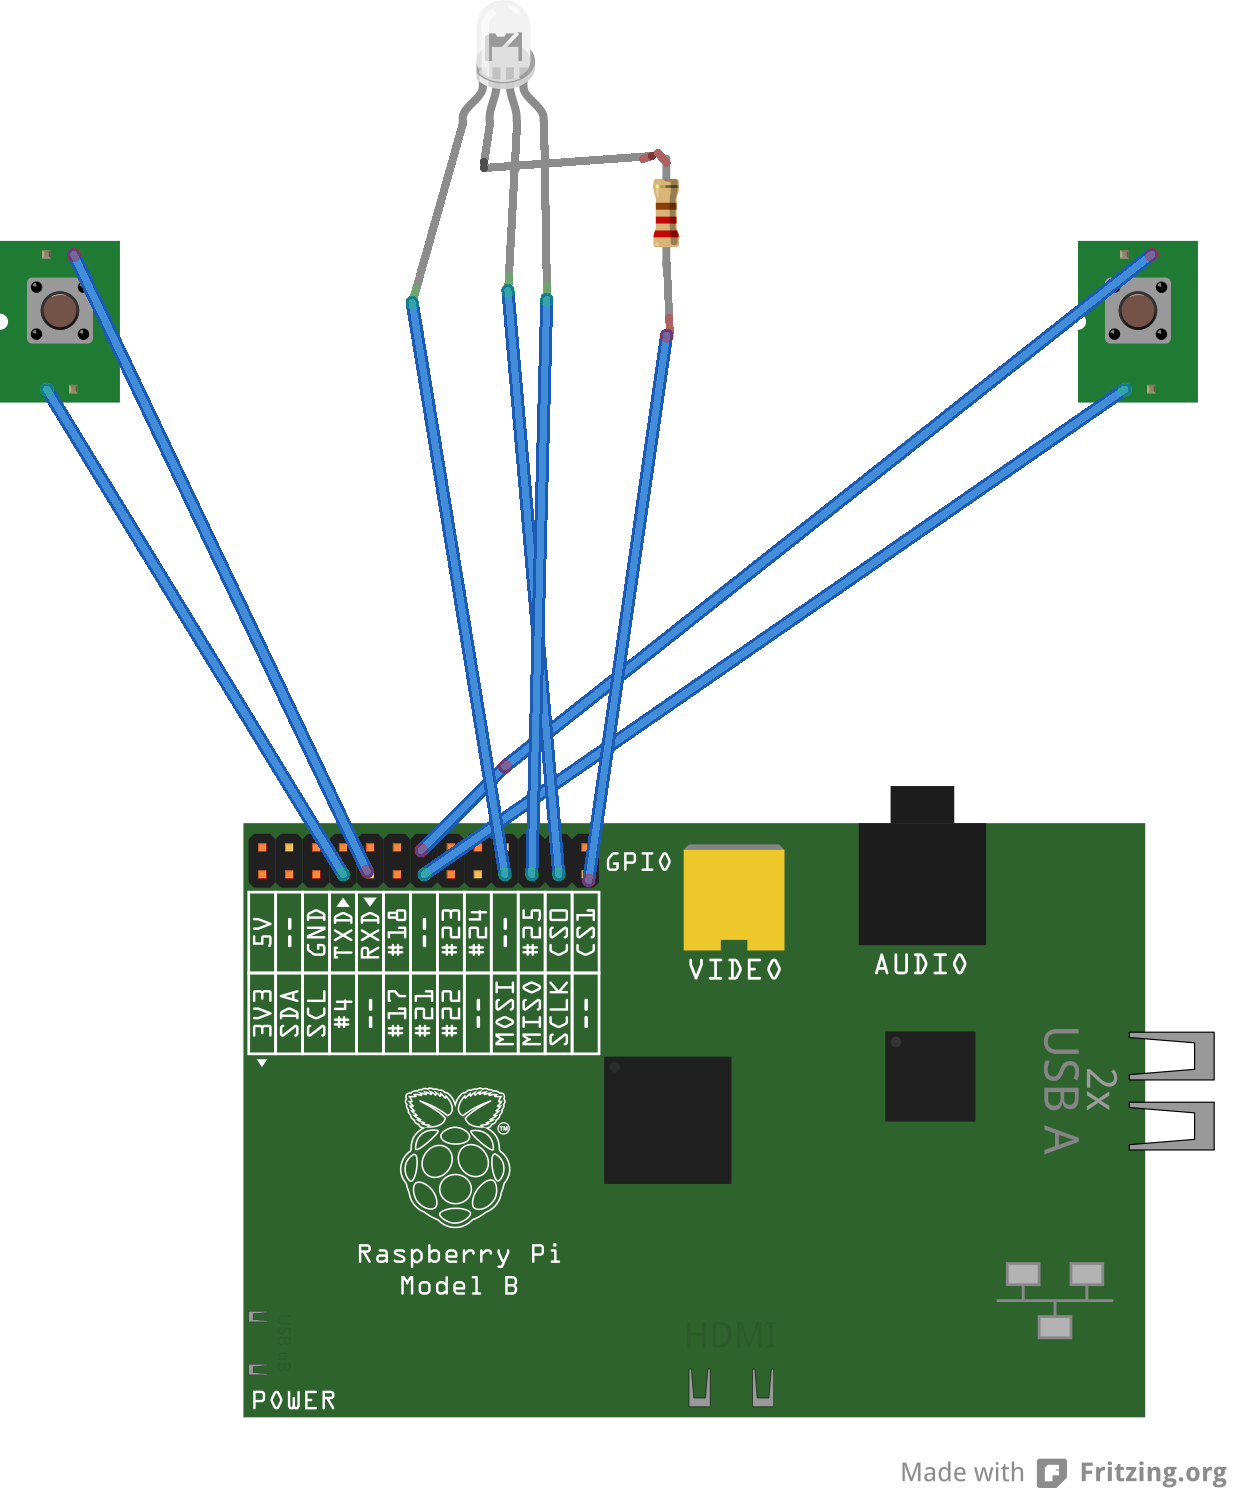 GPIO
5V
--
GND
TXD
RXD
#18
--
#23
#24
--
#25
CS0
CS1
3V3
SDA
SCL
#4
--
#17
#21
#22
--
MOSI
MISO
SCLK
--
VIDEO
AUDIO
2x
USB A
TM
Raspberry Pi
Model B
HDMI
POWER
Made with Fritzing.org